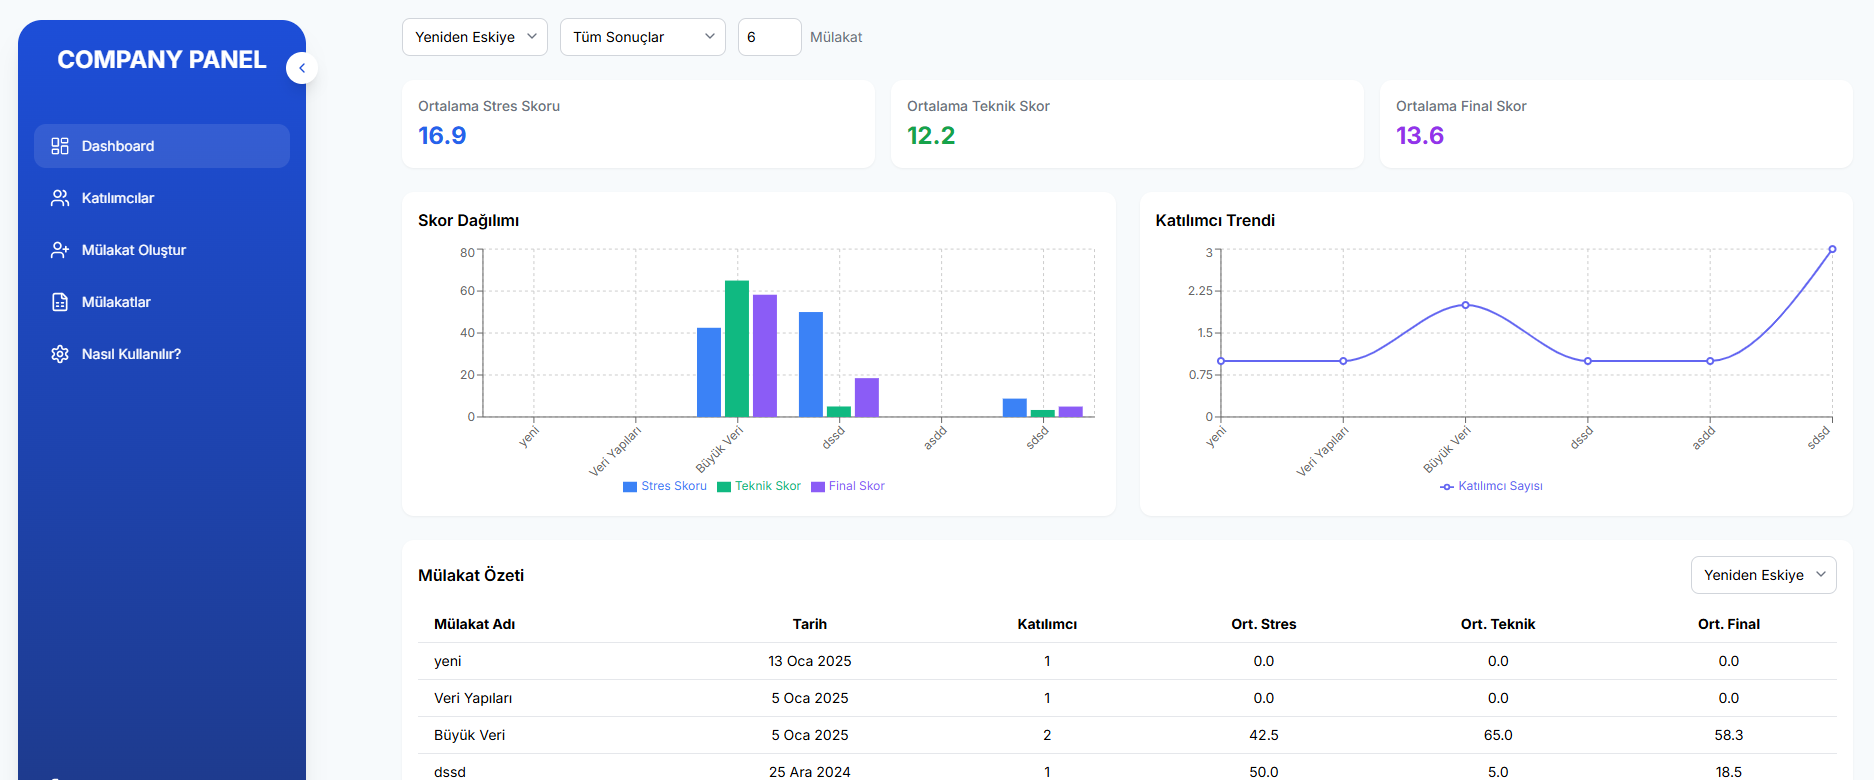 COMPANY PANEL
Dashboard
Katılımcılar
Mülakat Oluştur
Mülakatlar
Nasıl Kullanılır?
Yeniden Eskiye
Tüm Sonuçlar
6
Mülakat
Ortalama Stres Skoru
16.9
Ortalama Teknik Skor
12.2
Ortalama Final Skor
13.6
Skor Dağılımı
80
60
40
20
0
yeni
Veri Yapıları
Büyük Veri
dssd
asdd
sdsd
Stres Skoru Teknik Skor Final Skor
Katılımcı Trendi
3
2.25
1.5
0.75
0
yeni
Veri Yapıları
Büyük Veri
dssd
asdd
sdsd
Katılımcı Sayısı
Mülakat Özeti
Yeniden Eskiye
Mülakat Adı Tarih Katılımcı Ort. Stres Ort. Teknik Ort. Final
yeni 13 Oca 2025 1 0.0 0.0 0.0
Veri Yapıları 5 Oca 2025 1 0.0 0.0 0.0
Büyük Veri 5 Oca 2025 2 42.5 65.0 58.3
dssd 25 Ara 2024 1 50.0 5.0 18.5